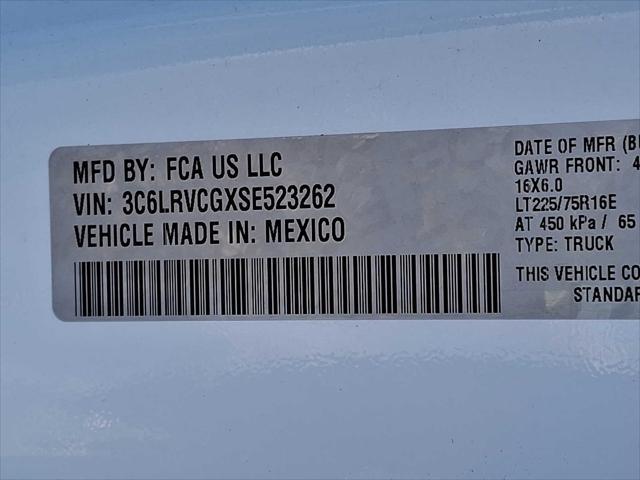 MFD BY: FCA US LLC
VIN: 3C6LRVCGXSE523262
VEHICLE MADE IN: MEXICO
DATE OF MFR (B
GAWR FRONT: 4
16X6.0
LT225/75R16E
AT 450 kPa / 65
TYPE: TRUCK
THIS VEHICLE CO
STANDAR